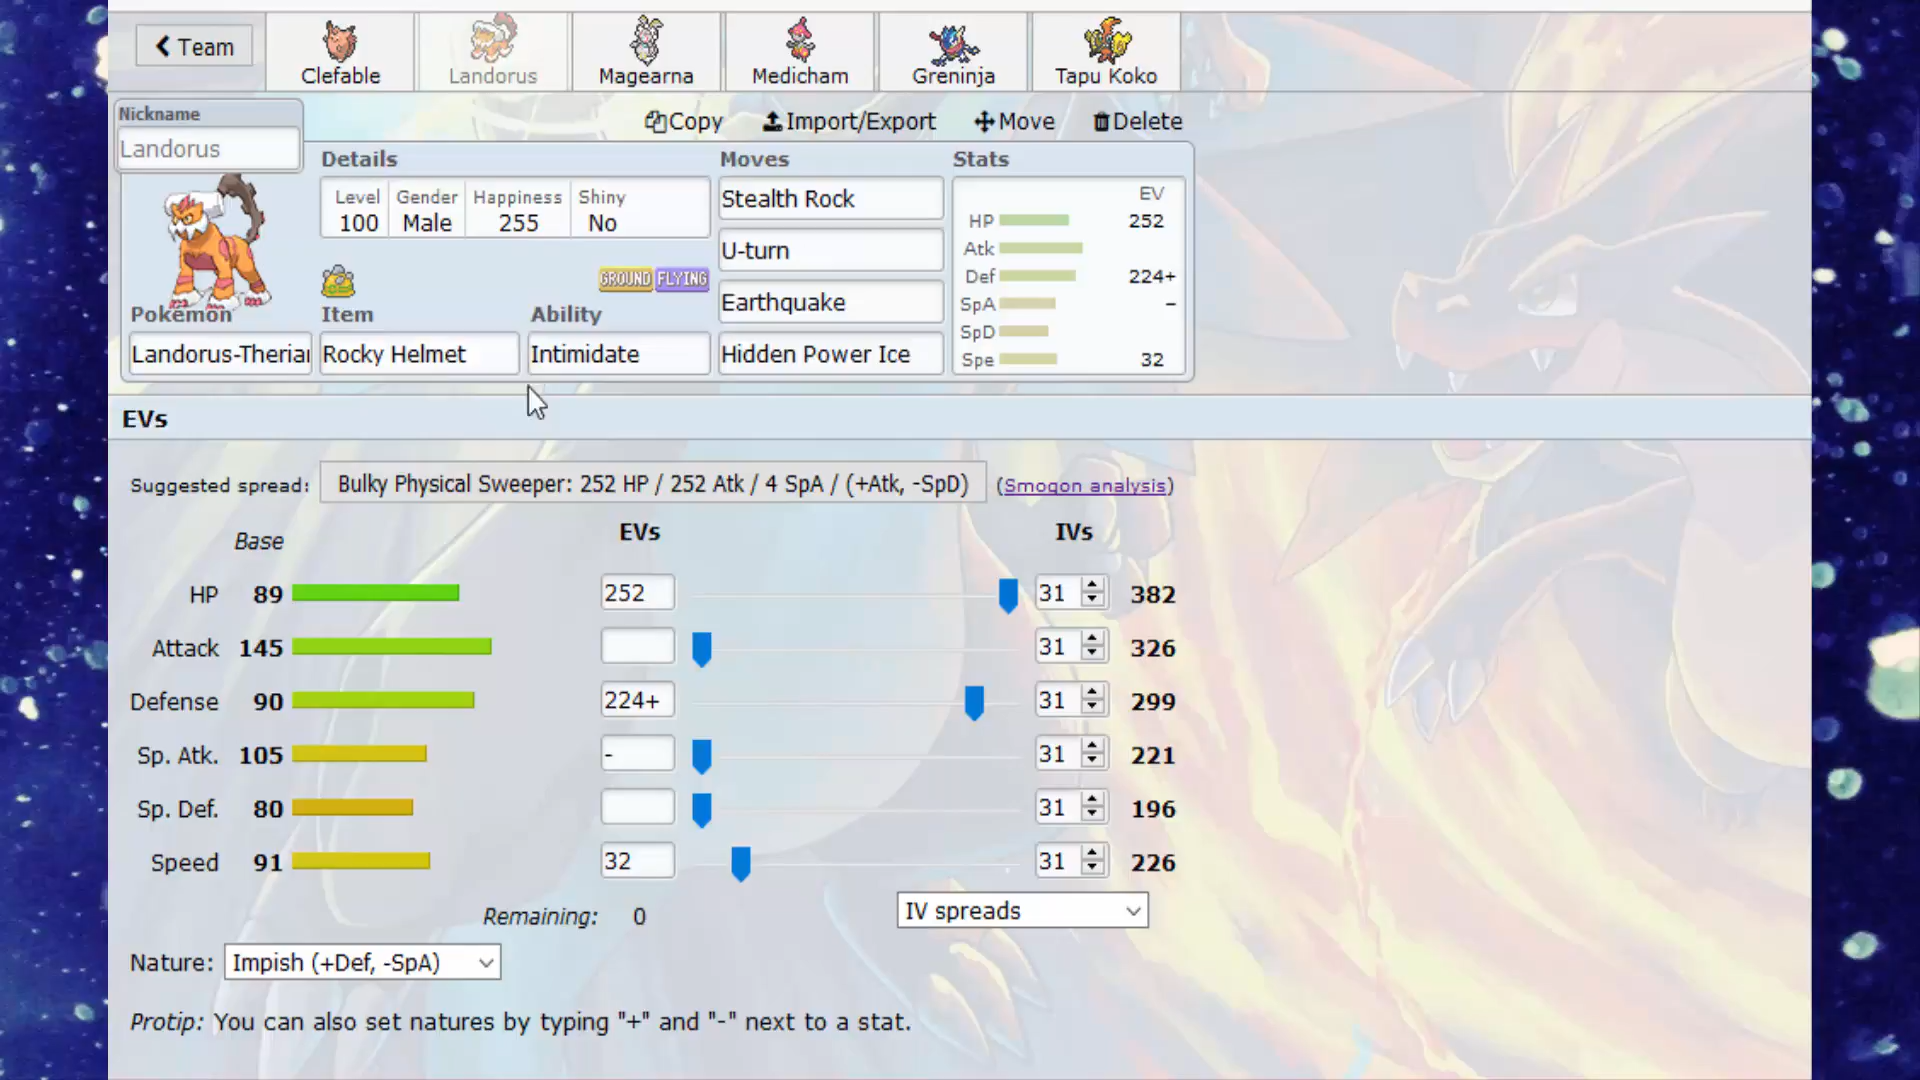 Team
Clefable
Landorus
Magearna
Medicham
Greninja
Tapu Koko
Nickname
Landorus
Copy
Import/Export
Move
Delete
Details
Moves
Stats
Level
Gender
Happiness
Shiny
100
Male
255
No
GROUND FLYING
Pokémon
Item
Ability
Landorus-Therian
Rocky Helmet
Intimidate
Stealth Rock
U-turn
Earthquake
Hidden Power Ice
EV
HP 252
Atk
Def 224+
SpA -
SpD
Spe 32
EVs
Suggested spread: Bulky Physical Sweeper: 252 HP / 252 Atk / 4 SpA / (+Atk, -SpD) (Smogon analysis)
Base EVs IVs
HP 89 252 31 382
Attack 145 31 326
Defense 90 224+ 31 299
Sp. Atk. 105 - 31 221
Sp. Def. 80 31 196
Speed 91 32 31 226
Remaining: 0
IV spreads
Nature: Impish (+Def, -SpA)
Protip: You can also set natures by typing "+" and "-" next to a stat.